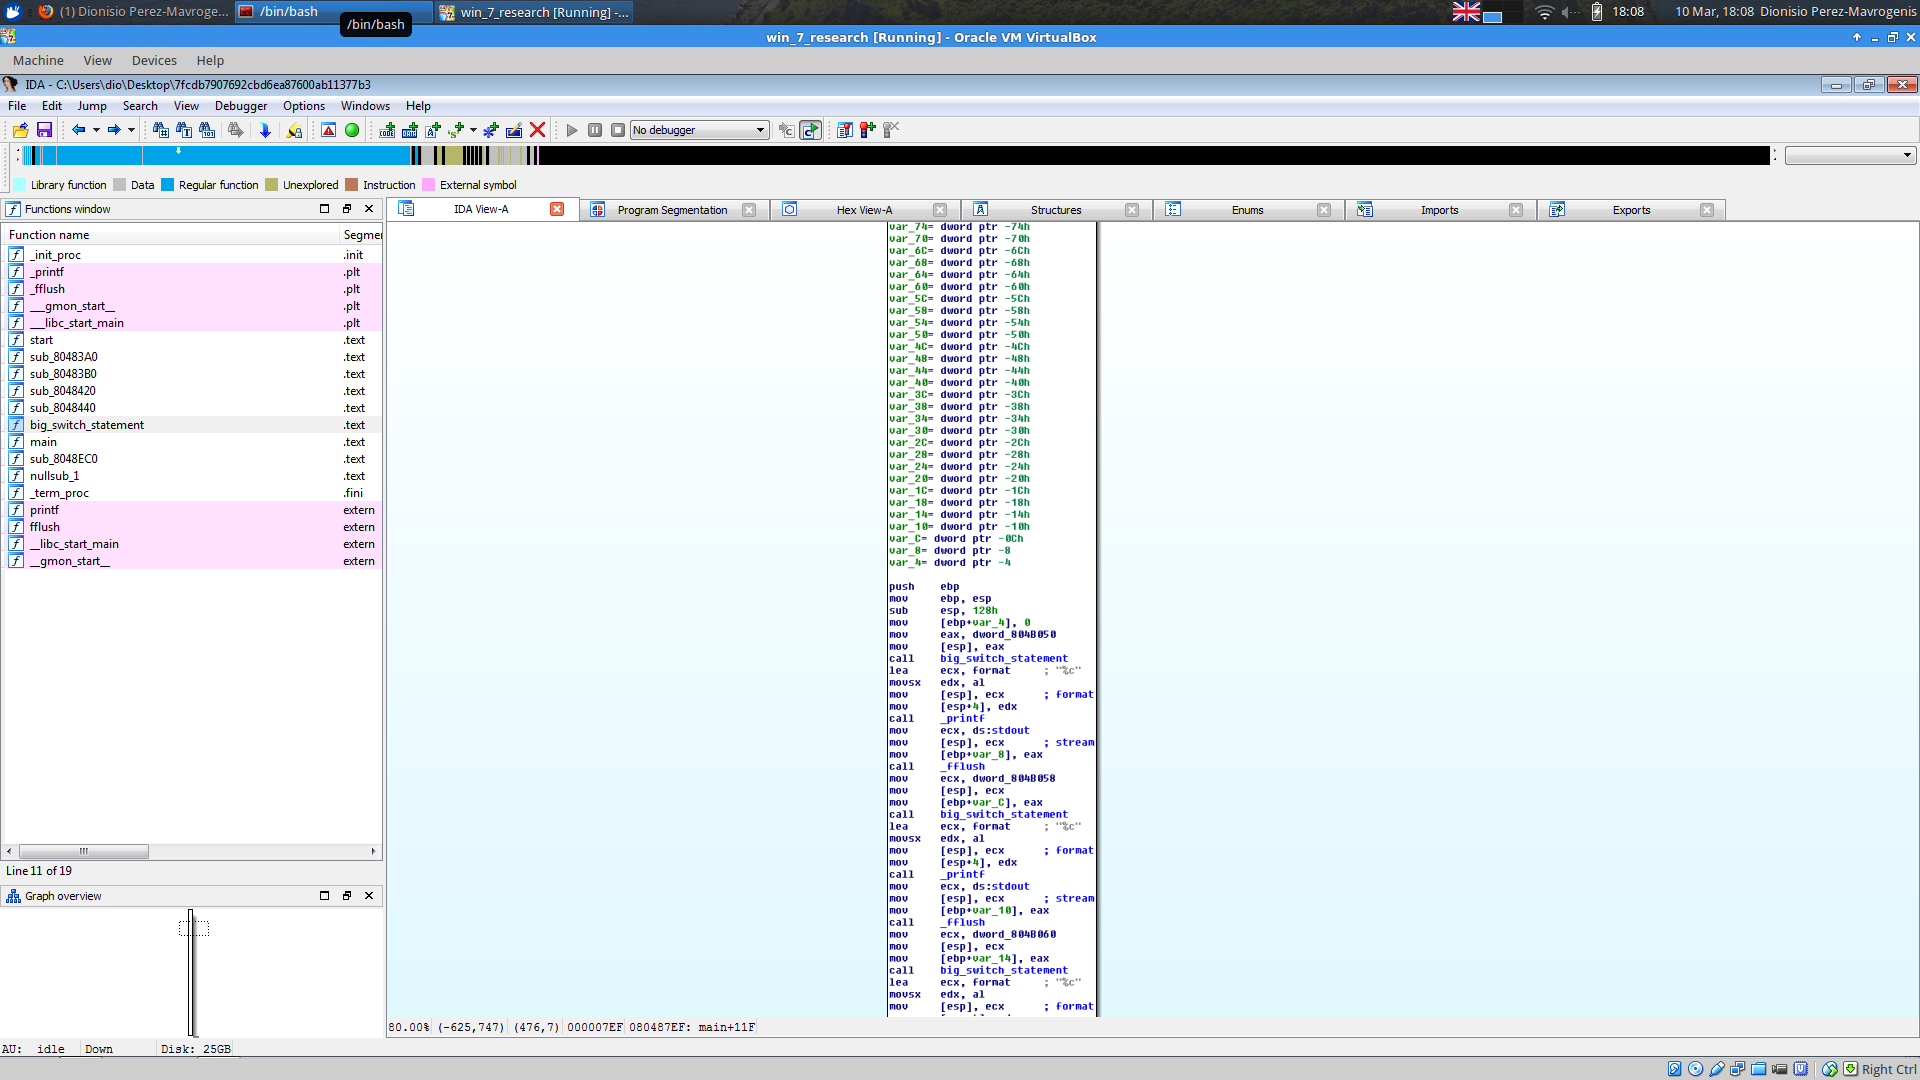 (1) Dionisio Perez-Mavroge... /bin/bash win_7_research [Running] -... 18:08 10 Mar, 18:08 Dionisio Perez-Mavrogenis
/bin/bash
win_7_research [Running] - Oracle VM VirtualBox
Machine View Devices Help
IDA - C:\Users\dio\Desktop\7fcdb7907692cbd6ea87600ab11377b3
File Edit Jump Search View Debugger Options Windows Help
No debugger
Library function Data Regular function Unexplored Instruction External symbol
Functions window
Function name Segmer
_init_proc .init
_printf .plt
_fflush .plt
___gmon_start__ .plt
___libc_start_main .plt
start .text
sub_80483A0 .text
sub_80483B0 .text
sub_8048420 .text
sub_8048440 .text
big_switch_statement .text
main .text
sub_8048EC0 .text
nullsub_1 .text
_term_proc .fini
printf extern
fflush extern
__libc_start_main extern
__gmon_start__ extern
Line 11 of 19
Graph overview
IDA View-A Program Segmentation Hex View-A Structures Enums Imports Exports
var_74= dword ptr -74h
var_70= dword ptr -70h
var_6C= dword ptr -6Ch
var_68= dword ptr -68h
var_64= dword ptr -64h
var_60= dword ptr -60h
var_5C= dword ptr -5Ch
var_58= dword ptr -58h
var_54= dword ptr -54h
var_50= dword ptr -50h
var_4C= dword ptr -4Ch
var_48= dword ptr -48h
var_44= dword ptr -44h
var_40= dword ptr -40h
var_3C= dword ptr -3Ch
var_38= dword ptr -38h
var_34= dword ptr -34h
var_30= dword ptr -30h
var_2C= dword ptr -2Ch
var_28= dword ptr -28h
var_24= dword ptr -24h
var_20= dword ptr -20h
var_1C= dword ptr -1Ch
var_18= dword ptr -18h
var_14= dword ptr -14h
var_10= dword ptr -10h
var_C= dword ptr -0Ch
var_8= dword ptr -8
var_4= dword ptr -4
push ebp
mov ebp, esp
sub esp, 128h
mov [ebp+var_4], 0
mov eax, dword_804B050
mov [esp], eax
call big_switch_statement
lea ecx, format ; "%c"
movsx edx, al
mov [esp], ecx ; format
mov [esp+4], edx
call _printf
mov ecx, ds:stdout
mov [esp], ecx ; stream
mov [ebp+var_8], eax
call _fflush
mov ecx, dword_804B058
mov [esp], ecx
mov [ebp+var_C], eax
call big_switch_statement
lea ecx, format ; "%c"
movsx edx, al
mov [esp], ecx ; format
mov [esp+4], edx
call _printf
mov ecx, ds:stdout
mov [esp], ecx ; stream
mov [ebp+var_10], eax
call _fflush
mov ecx, dword_804B060
mov [esp], ecx
mov [ebp+var_14], eax
call big_switch_statement
lea ecx, format ; "%c"
movsx edx, al
mov [esp], ecx ; format
80.00% (-625,747) (476,7) 000007EF 080487EF: main+11F
AU: idle Down Disk: 25GB
Right Ctrl